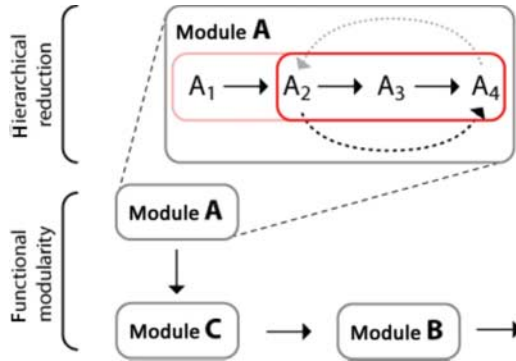 Hierarchical
reduction
Module A
A₁ A₂ A₃ A₄
Functional
modularity
Module A
Module C Module B